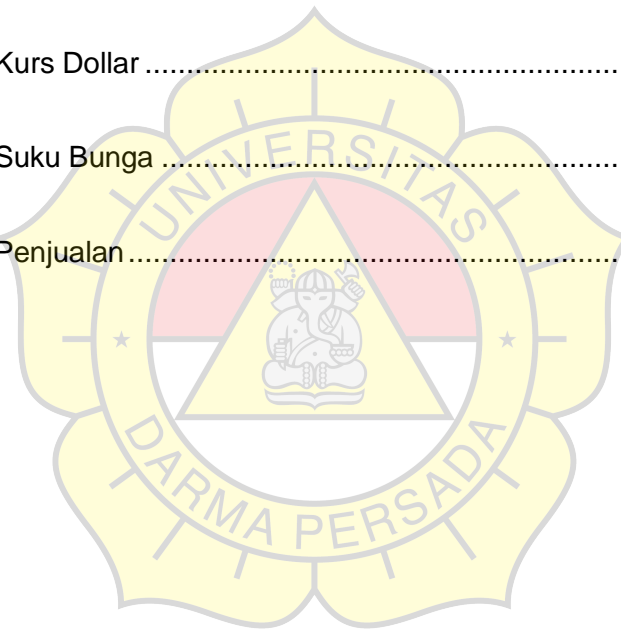 Kurs Dollar ..........................................................
Suku Bunga ........................................................
Penjualan ............................................................
UNIVERSITAS
DARMA PERSADA